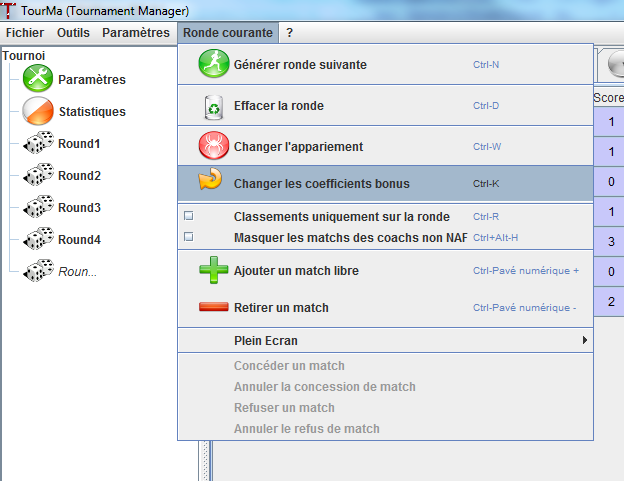 TourMa (Tournament Manager)
Fichier Outils Paramètres Ronde courante ?
Tournoi
Paramètres
Statistiques
Round1
Round2
Round3
Round4
Roun...
Générer ronde suivante Ctrl-N
Effacer la ronde Ctrl-D
Changer l'appariement Ctrl-W
Changer les coefficients bonus Ctrl-K
Classements uniquement sur la ronde Ctrl-R
Masquer les matchs des coachs non NAF Ctrl+Alt-H
Ajouter un match libre Ctrl-Pavé numérique +
Retirer un match Ctrl-Pavé numérique -
Plein Ecran
Concéder un match
Annuler la concession de match
Refuser un match
Annuler le refus de match
Score
1
1
0
1
3
0
2